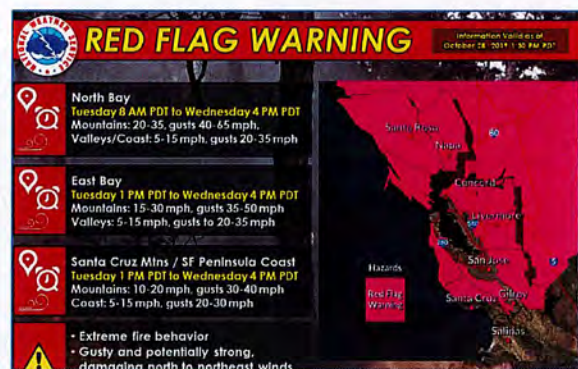 NATIONAL WEATHER SERVICE
RED FLAG WARNING
Information Valid as of
October 28, 2019 1:30 PM PDT
North Bay
Tuesday 8 AM PDT to Wednesday 4 PM PDT
Mountains: 20-35, gusts 40-65 mph,
Valleys/Coast: 5-15 mph, gusts 20-35 mph
East Bay
Tuesday 1 PM PDT to Wednesday 4 PM PDT
Mountains: 15-30 mph, gusts 35-50 mph
Valleys: 5-15 mph, gusts to 20-35 mph
Santa Cruz Mtns / SF Peninsula Coast
Tuesday 1 PM PDT to Wednesday 4 PM PDT
Mountains: 10-20 mph, gusts 30-40 mph
Coast: 5-15 mph, gusts 20-30 mph
• Extreme fire behavior
• Gusty and potentially strong,
damaging north to northeast winds
Santa Rosa
80
Napa
Concord
Livermore
San Jose
5
Hazards
Red Flag
Warning
Santa Cruz
Gilroy
Salinas